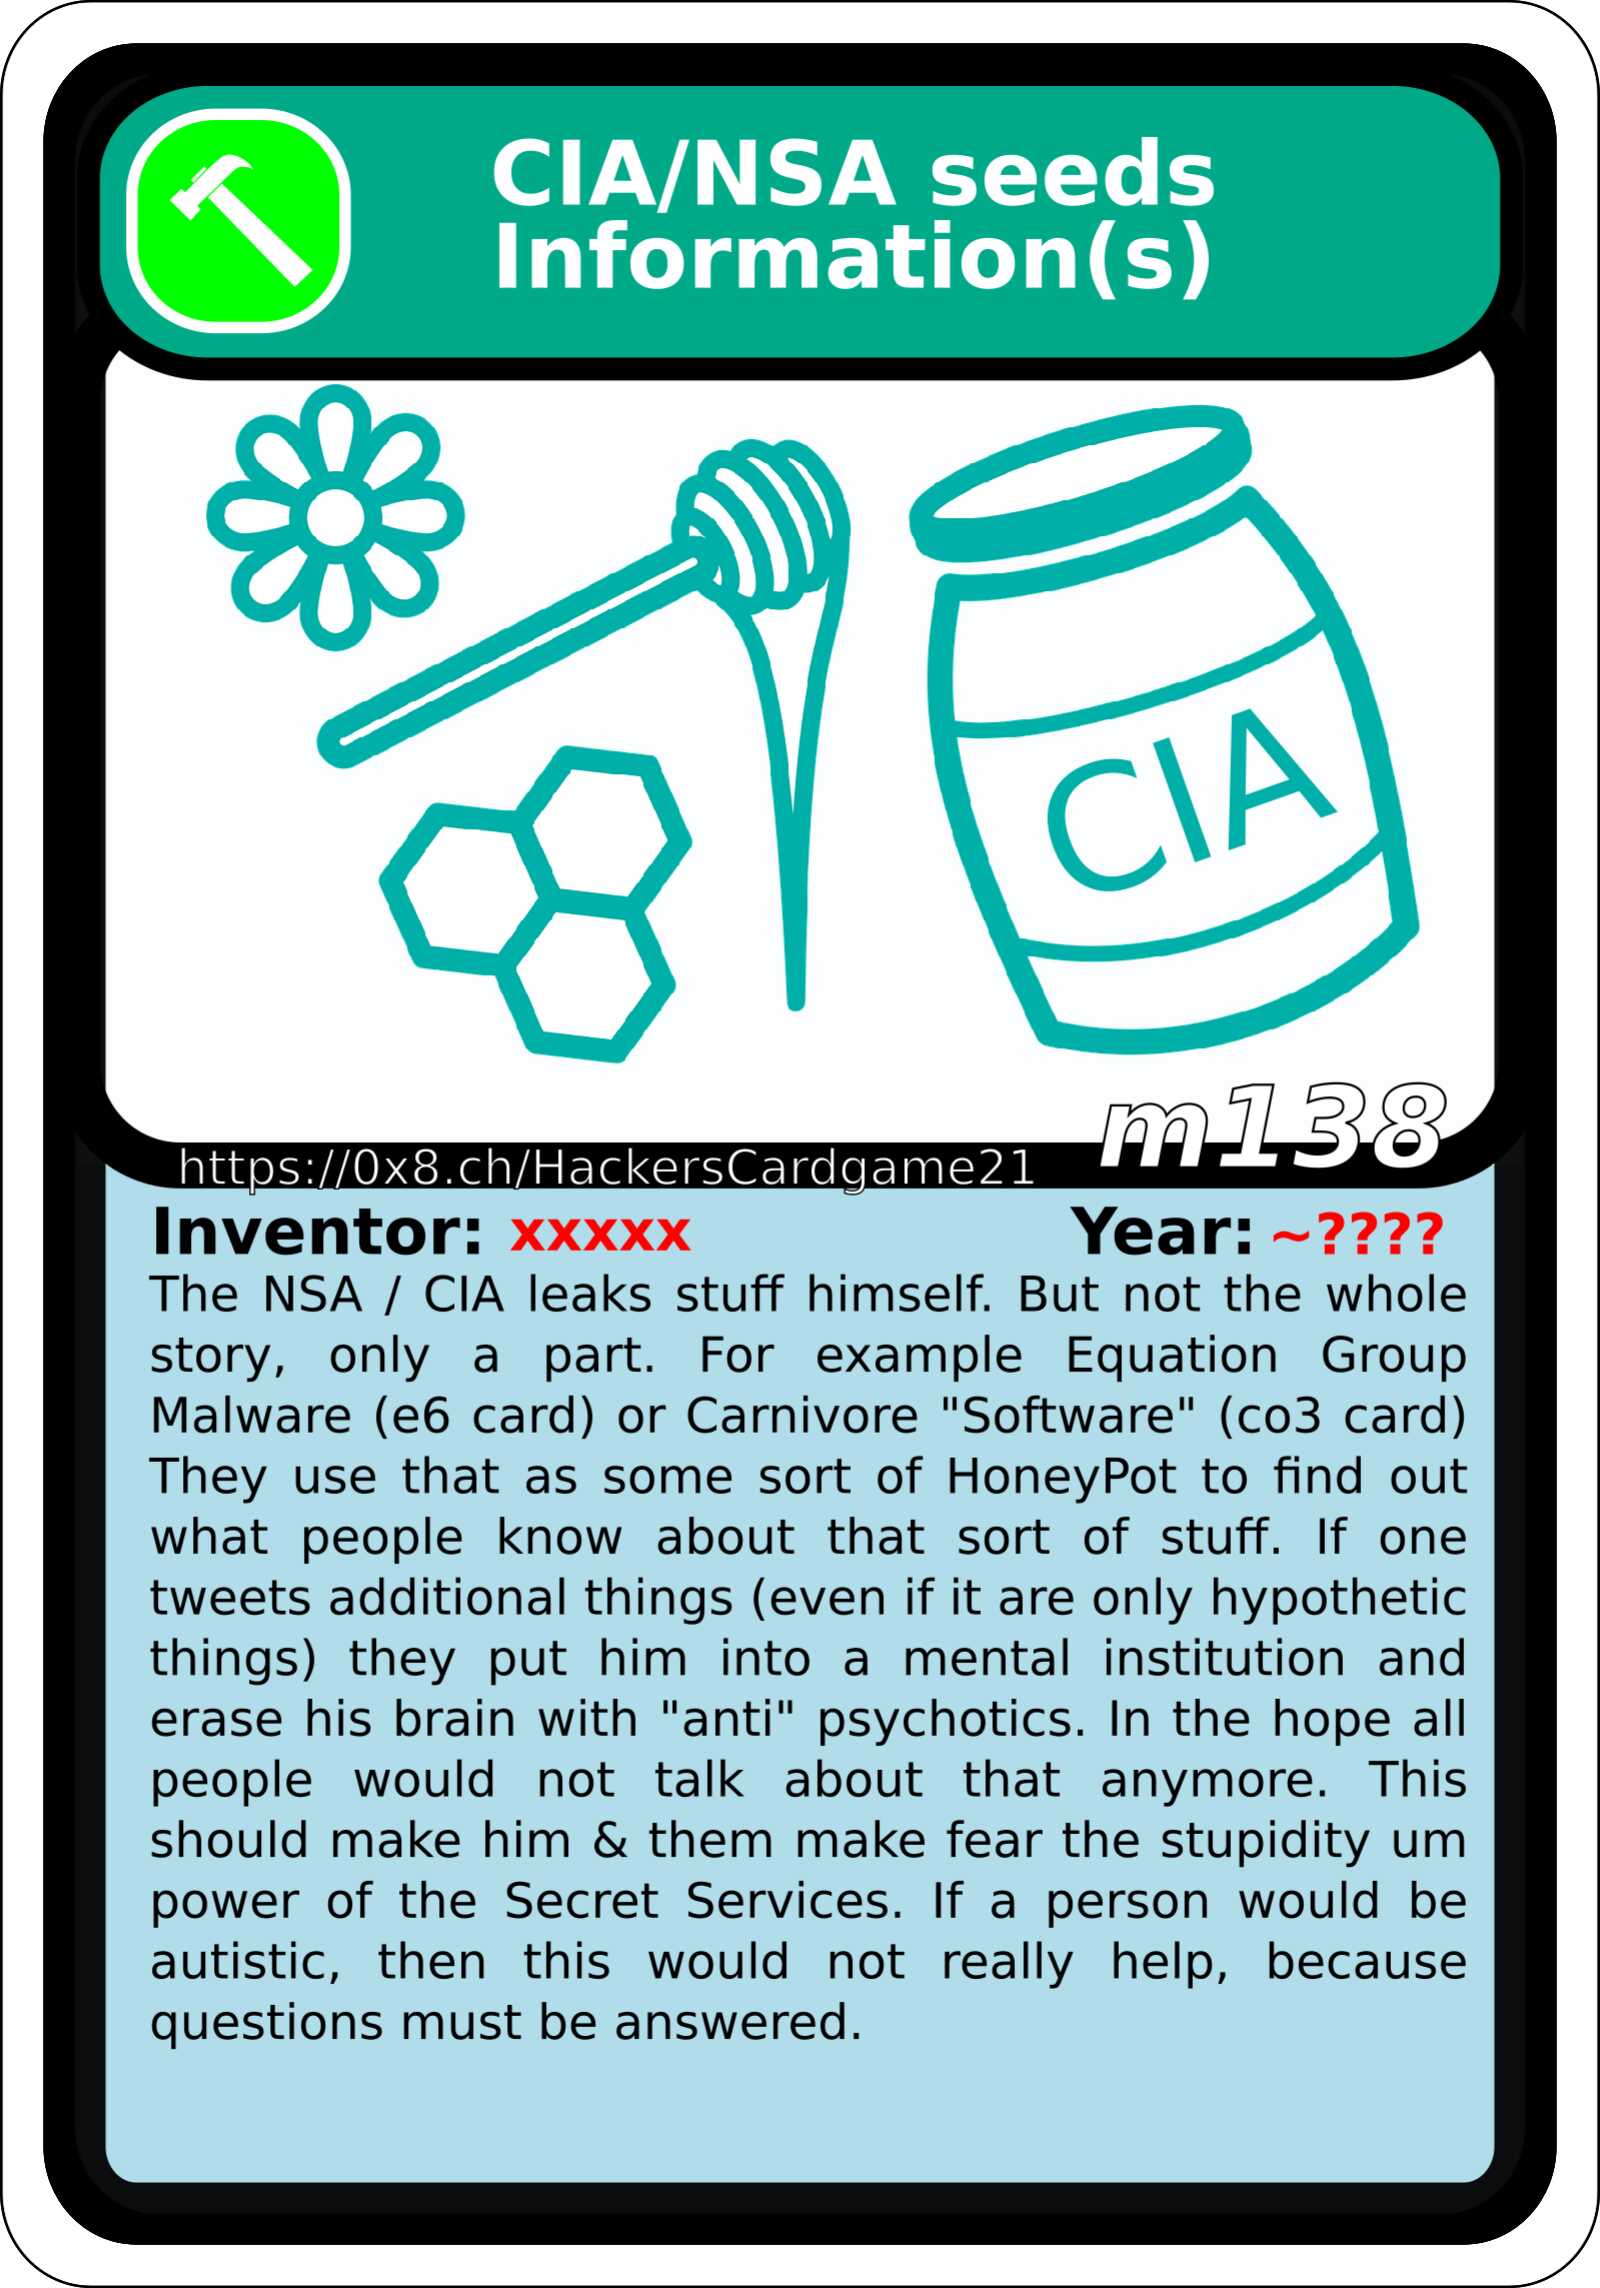 CIA/NSA seeds
Information(s)
CIA
m138
https://0x8.ch/HackersCardgame21
Inventor: xxxxx Year: ~????
The NSA / CIA leaks stuff himself. But not the whole
story, only a part. For example Equation Group
Malware (e6 card) or Carnivore "Software" (co3 card)
They use that as some sort of HoneyPot to find out
what people know about that sort of stuff. If one
tweets additional things (even if it are only hypothetic
things) they put him into a mental institution and
erase his brain with "anti" psychotics. In the hope all
people would not talk about that anymore. This
should make him & them make fear the stupidity um
power of the Secret Services. If a person would be
autistic, then this would not really help, because
questions must be answered.